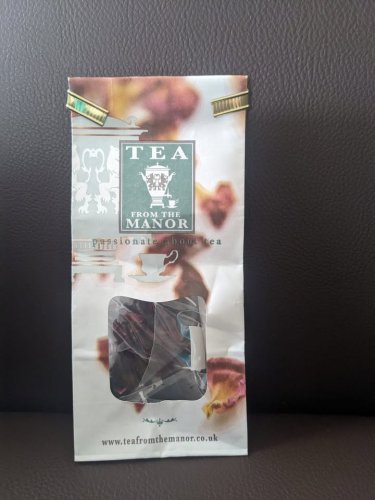 TEA
FROM THE
MANOR
passionate about tea
www.teafromthemanor.co.uk